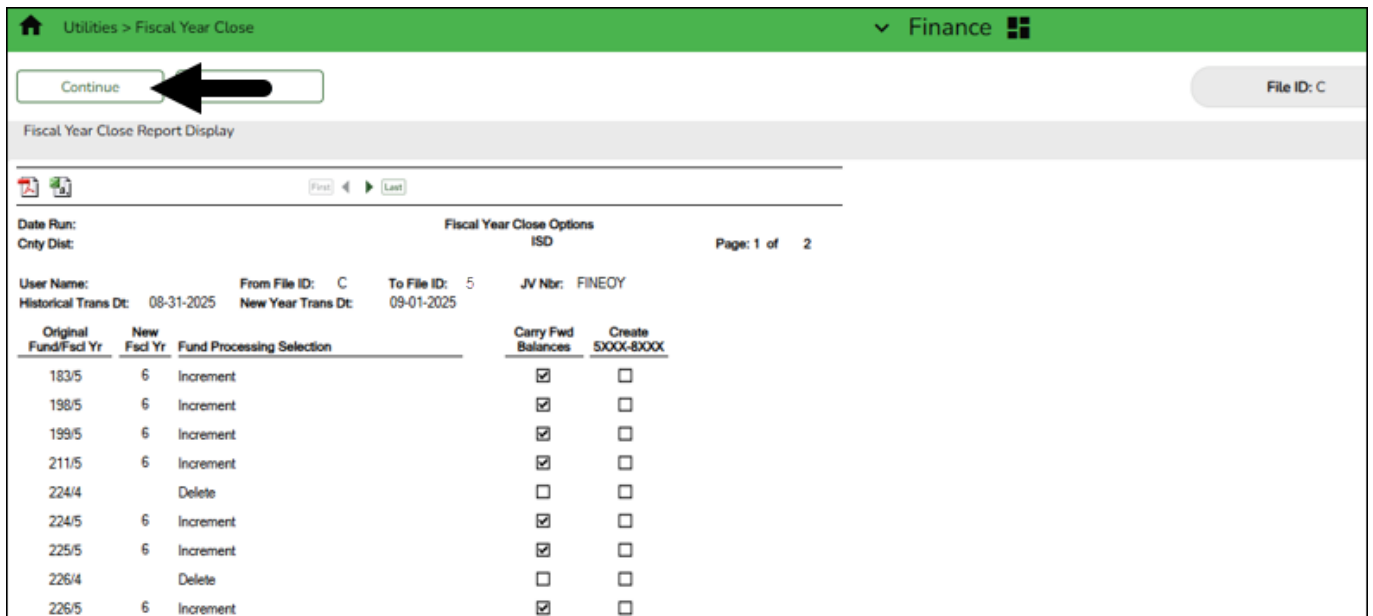 Utilities > Fiscal Year Close
Finance
Continue
File ID: C
Fiscal Year Close Report Display
First Last
Date Run: Fiscal Year Close Options
Cnty Dist: ISD Page: 1 of 2
User Name: From File ID: C To File ID: 5 JV Nbr: FINEOY
Historical Trans Dt: 08-31-2025 New Year Trans Dt: 09-01-2025
Original New Carry Fwd Create
Fund/Fscl Yr Fscl Yr Fund Processing Selection Balances 5XXX-8XXX
183/5 6 Increment
198/5 6 Increment
199/5 6 Increment
211/5 6 Increment
224/4 Delete
224/5 6 Increment
225/5 6 Increment
226/4 Delete
226/5 6 Increment